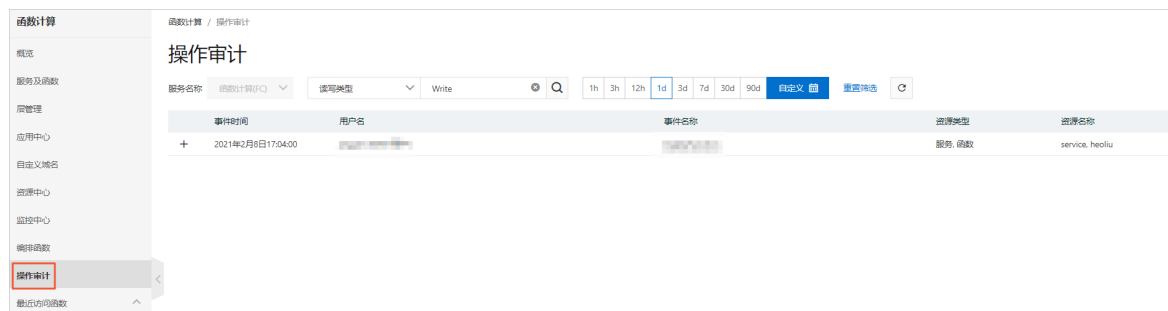 函数计算
概览
服务及函数
层管理
应用中心
自定义域名
资源中心
监控中心
编排函数
操作审计
最近访问函数
函数计算 / 操作审计
操作审计
服务名称 函数计算(FC) 读写类型 Write 1h 3h 12h 1d 3d 7d 30d 90d 自定义 重置筛选
事件时间 用户名 事件名称 资源类型 资源名称
+ 2021年2月8日17:04:00 服务, 函数 service, heoliu